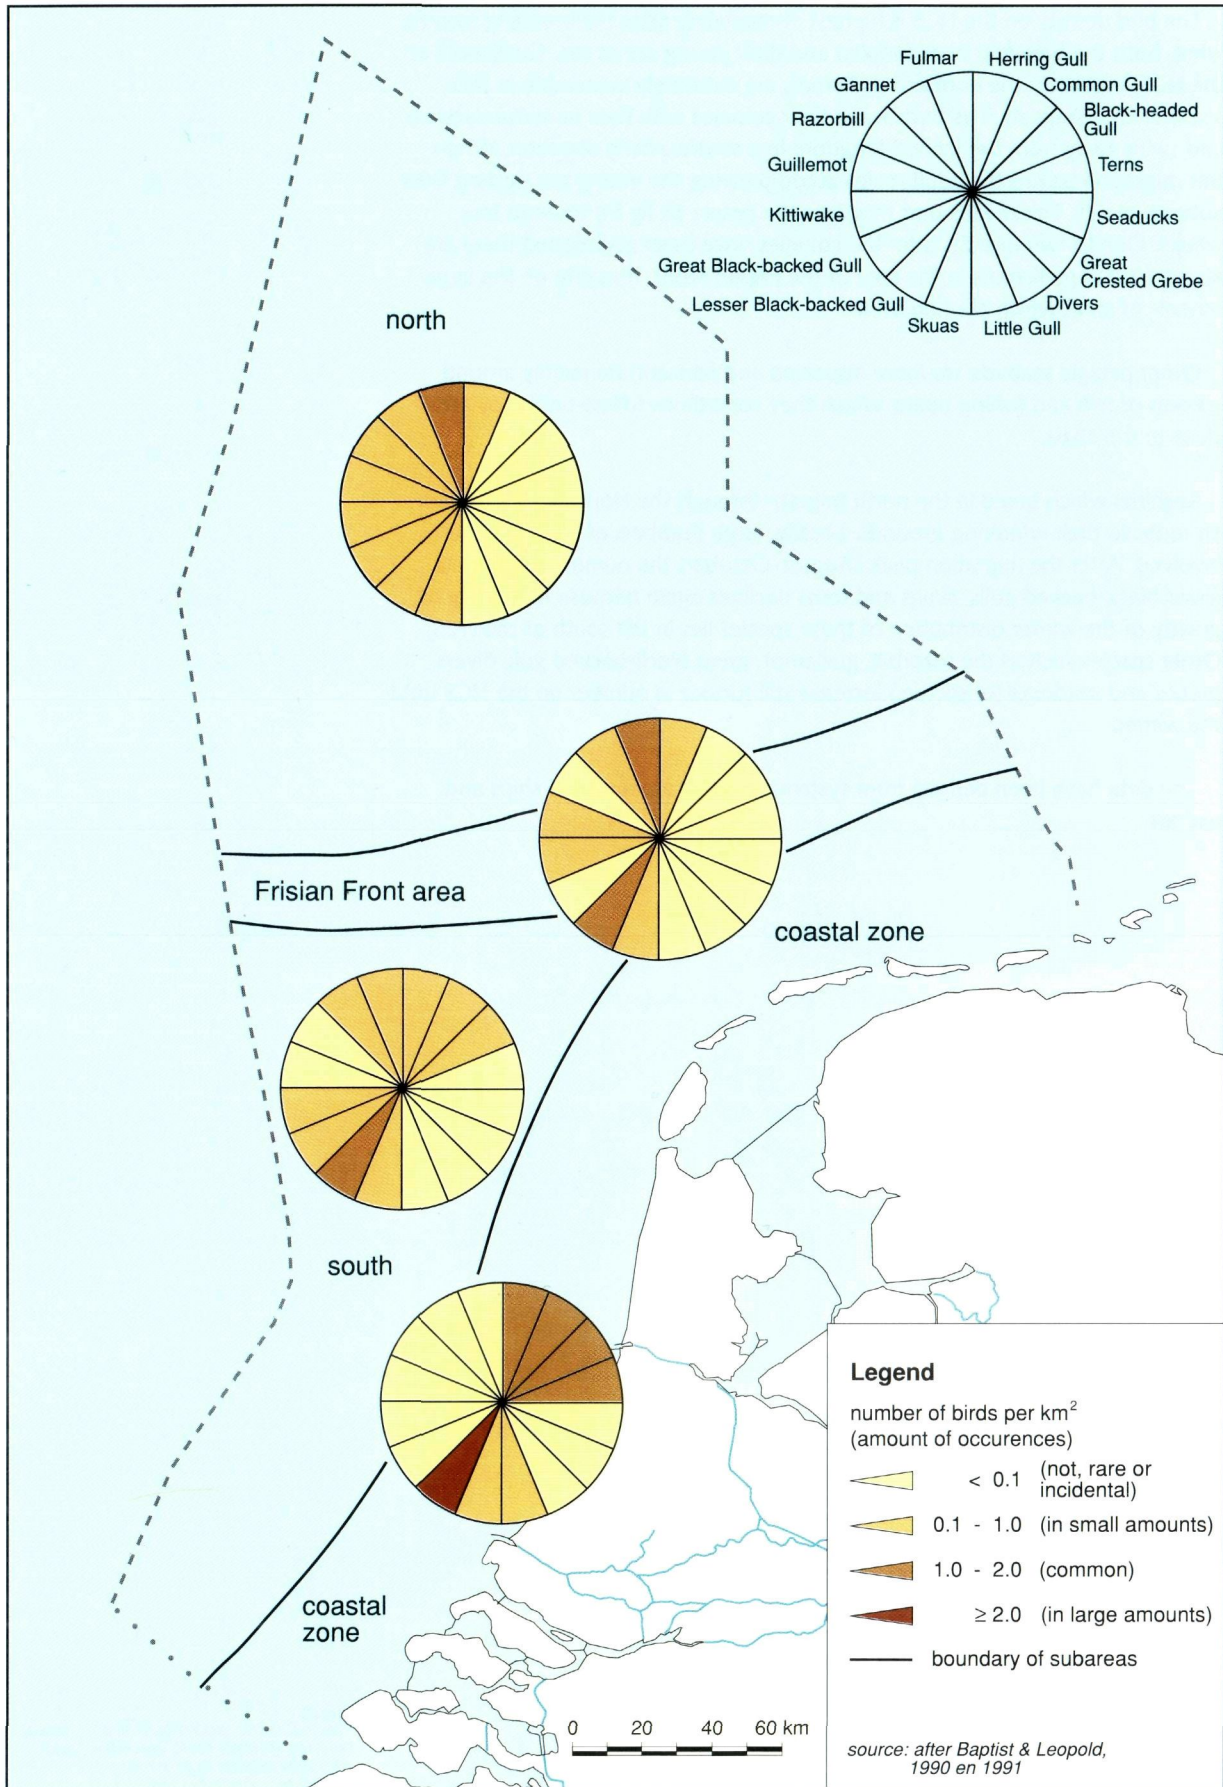 Fulmar
Herring Gull
Gannet
Common Gull
Razorbill
Black-headed
Gull
Guillemot
Terns
Kittiwake
Seaducks
Great Black-backed Gull
Great
Crested Grebe
Lesser Black-backed Gull
Divers
Skuas
Little Gull
north
Frisian Front area
coastal zone
south
coastal
zone
Legend
number of birds per km²
(amount of occurences)
< 0.1 (not, rare or
incidental)
0.1 - 1.0 (in small amounts)
1.0 - 2.0 (common)
≥ 2.0 (in large amounts)
boundary of subareas
0 20 40 60 km
source: after Baptist & Leopold,
1990 en 1991